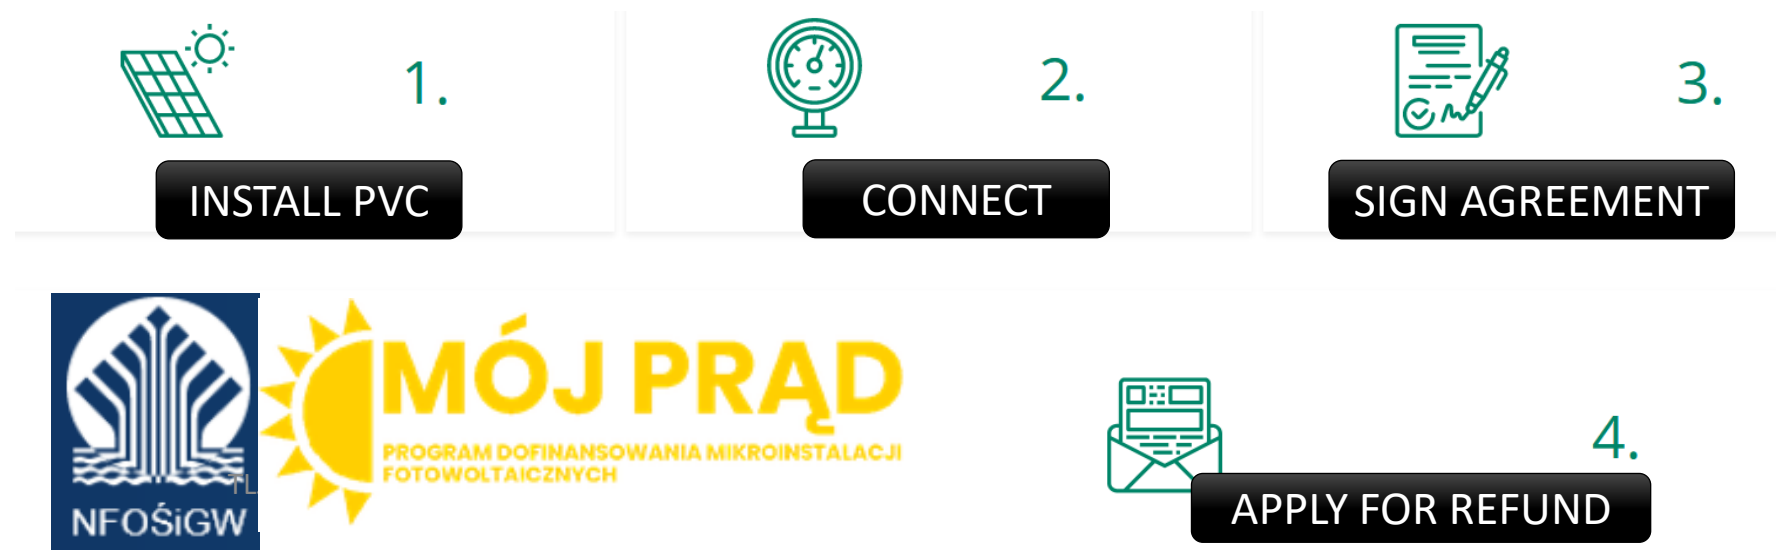 1.
INSTALL PVC
2.
CONNECT
3.
SIGN AGREEMENT
NFOŚiGW
MÓJ PRĄD
PROGRAM DOFINANSOWANIA MIKROINSTALACJI
FOTOWOLTAICZNYCH
4.
APPLY FOR REFUND